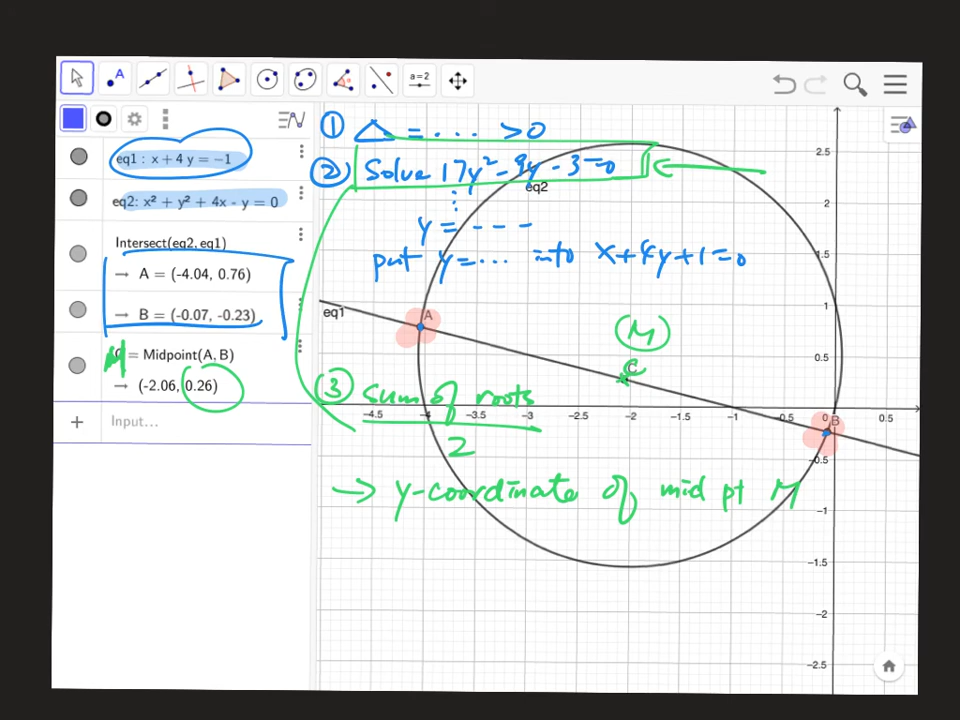 A
a=2
eq1 : x + 4 y = −1
eq2: x² + y² + 4x - y = 0
Intersect(eq2, eq1)
→ A = (-4.04, 0.76)
→ B = (-0.07, -0.23)
M = Midpoint(A, B)
→ (-2.06, 0.26)
+ Input...
① △ = . . . > 0
② Solve 17y² - 9y - 3 = 0
eq2
y = - - - -
put y = ... into x + 4y + 1 = 0
eq1
A
M
C
B
③ sum of roots
2
→ y-coordinate of mid pt M
-4.5 -4 -3.5 -3 -2.5 -2 -1.5 -1 -0.5 0 0.5
2.5
2
1.5
1
0.5
-0.5
-1
-1.5
-2
-2.5